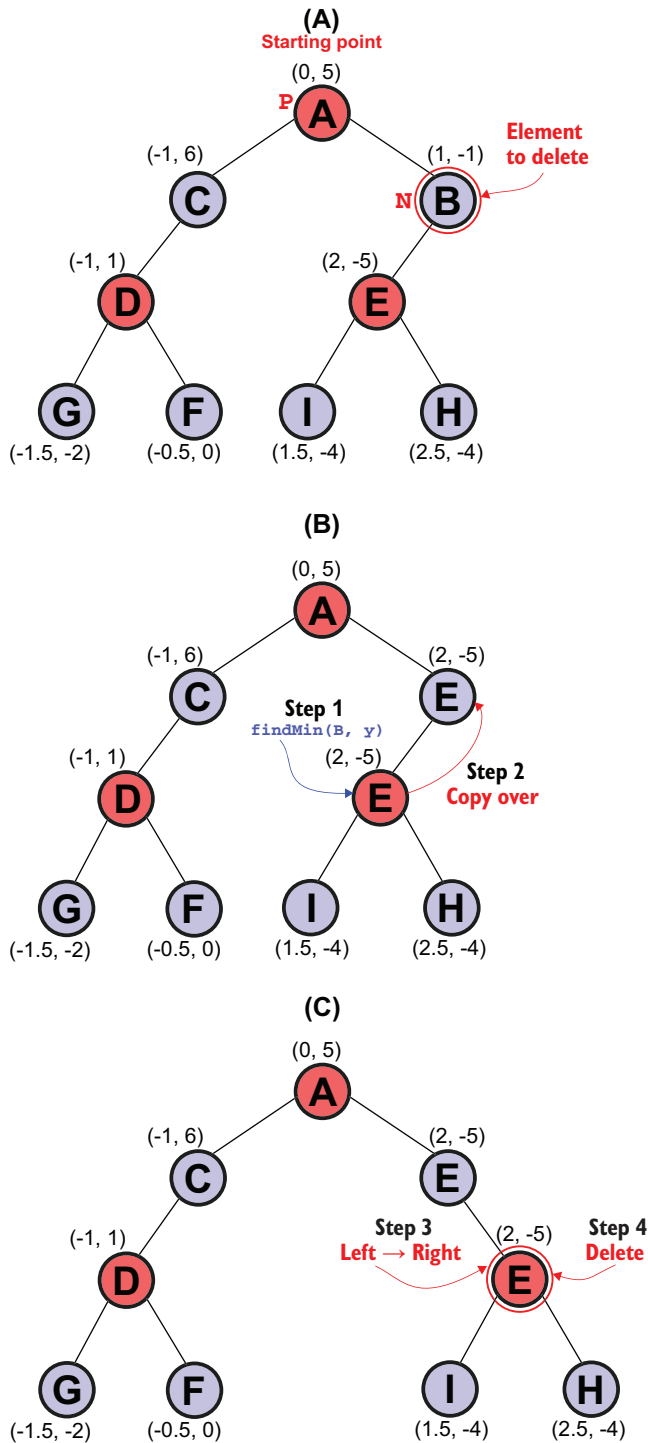 (A)
Starting point
(0, 5)
P
A
Element
to delete
(-1, 6)
(1, -1)
C
N
B
(-1, 1)
(2, -5)
D
E
G
F
I
H
(-1.5, -2)
(-0.5, 0)
(1.5, -4)
(2.5, -4)
(B)
(0, 5)
A
(-1, 6)
(2, -5)
C
E
Step 1
findMin(B, y)
(-1, 1)
(2, -5)
Step 2
Copy over
D
E
G
F
I
H
(-1.5, -2)
(-0.5, 0)
(1.5, -4)
(2.5, -4)
(C)
(0, 5)
A
(-1, 6)
(2, -5)
C
E
Step 3
Left → Right
(-1, 1)
(2, -5)
Step 4
Delete
D
E
G
F
I
H
(-1.5, -2)
(-0.5, 0)
(1.5, -4)
(2.5, -4)